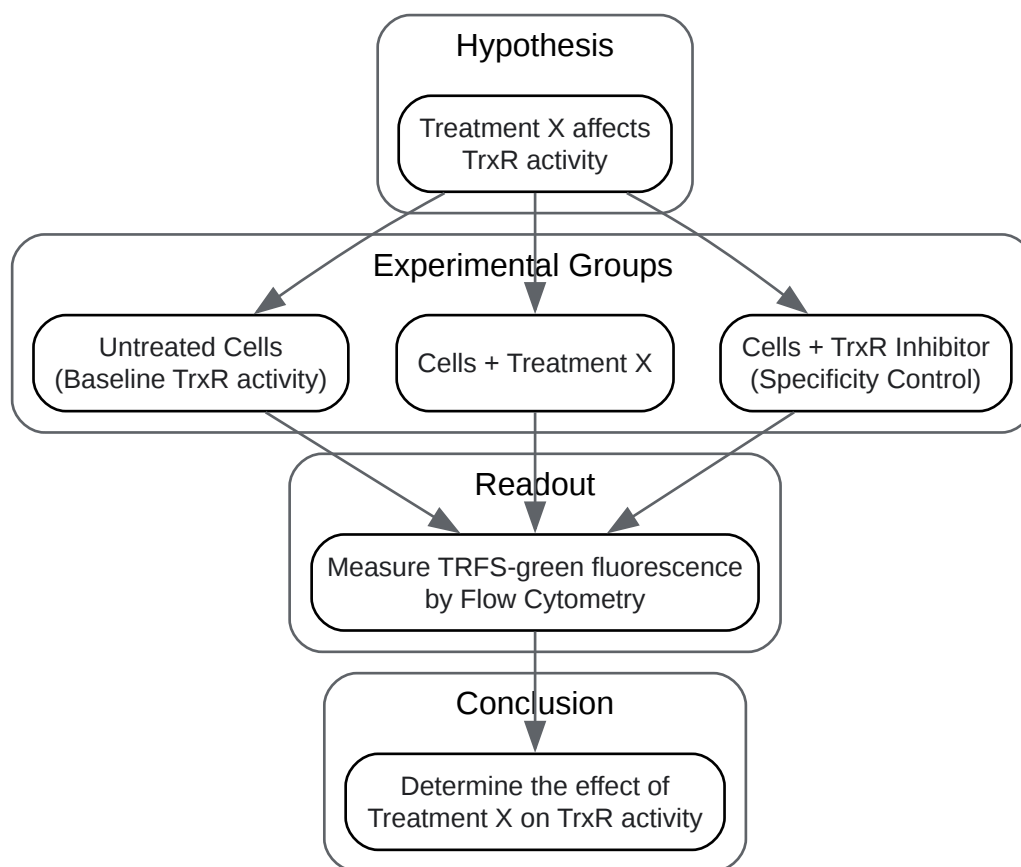 Hypothesis
Treatment X affects
TrxR activity
Experimental Groups
Untreated Cells
(Baseline TrxR activity)
Cells + Treatment X
Cells + TrxR Inhibitor
(Specificity Control)
Readout
Measure TRFS-green fluorescence
by Flow Cytometry
Conclusion
Determine the effect of
Treatment X on TrxR activity